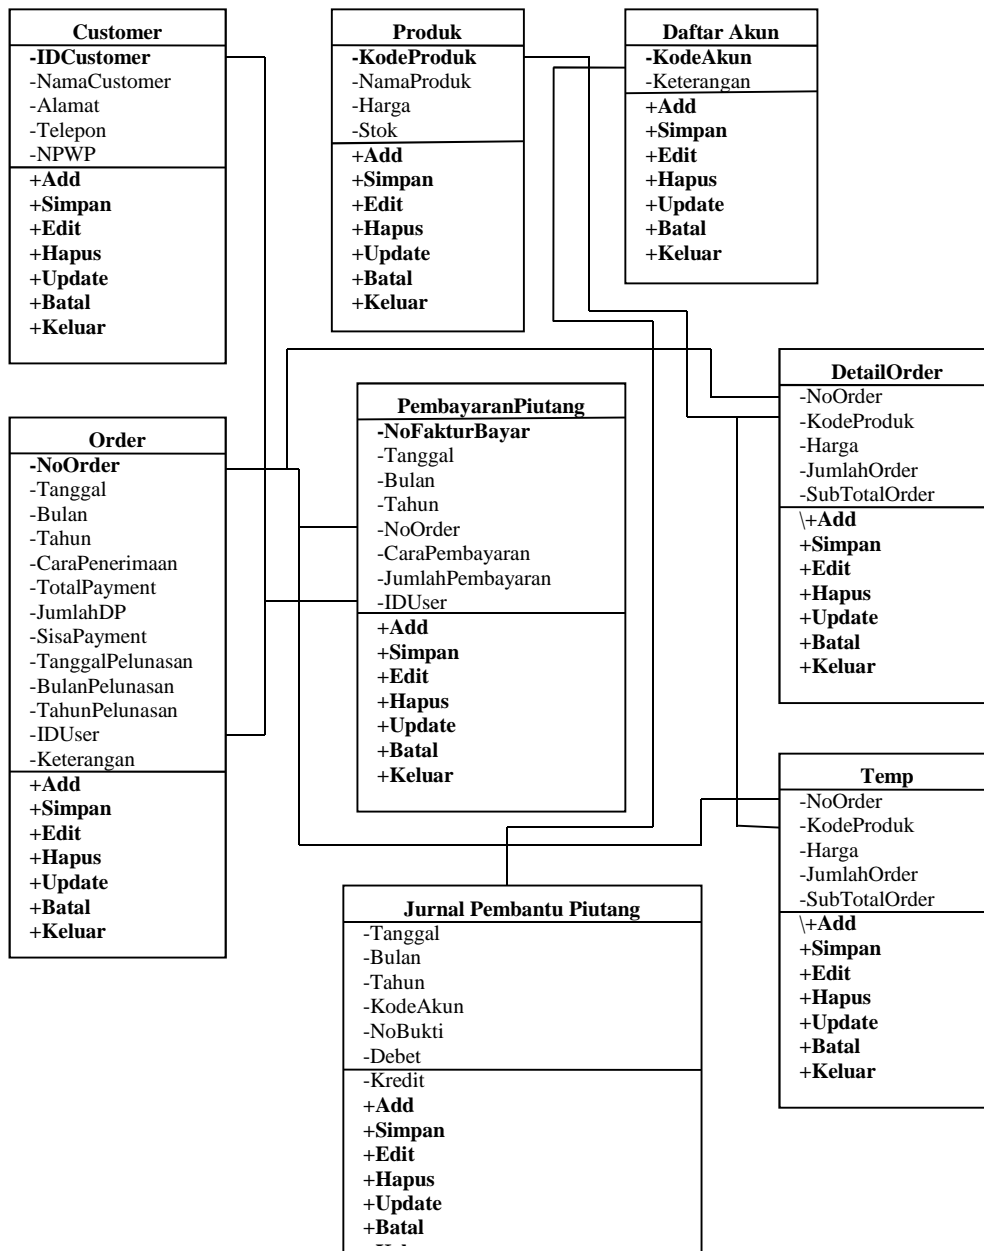 Customer
-IDCustomer
-NamaCustomer
-Alamat
-Telepon
-NPWP
+Add
+Simpan
+Edit
+Hapus
+Update
+Batal
+Keluar
Produk
-KodeProduk
-NamaProduk
-Harga
-Stok
+Add
+Simpan
+Edit
+Hapus
+Update
+Batal
+Keluar
Daftar Akun
-KodeAkun
-Keterangan
+Add
+Simpan
+Edit
+Hapus
+Update
+Batal
+Keluar
Order
-NoOrder
-Tanggal
-Bulan
-Tahun
-CaraPenerimaan
-TotalPayment
-JumlahDP
-SisaPayment
-TanggalPelunasan
-BulanPelunasan
-TahunPelunasan
-IDUser
-Keterangan
+Add
+Simpan
+Edit
+Hapus
+Update
+Batal
+Keluar
PembayaranPiutang
-NoFakturBayar
-Tanggal
-Bulan
-Tahun
-NoOrder
-CaraPembayaran
-JumlahPembayaran
-IDUser
+Add
+Simpan
+Edit
+Hapus
+Update
+Batal
+Keluar
DetailOrder
-NoOrder
-KodeProduk
-Harga
-JumlahOrder
-SubTotalOrder
\+Add
+Simpan
+Edit
+Hapus
+Update
+Batal
+Keluar
Temp
-NoOrder
-KodeProduk
-Harga
-JumlahOrder
-SubTotalOrder
\+Add
+Simpan
+Edit
+Hapus
+Update
+Batal
+Keluar
Jurnal Pembantu Piutang
-Tanggal
-Bulan
-Tahun
-KodeAkun
-NoBukti
-Debet
-Kredit
+Add
+Simpan
+Edit
+Hapus
+Update
+Batal